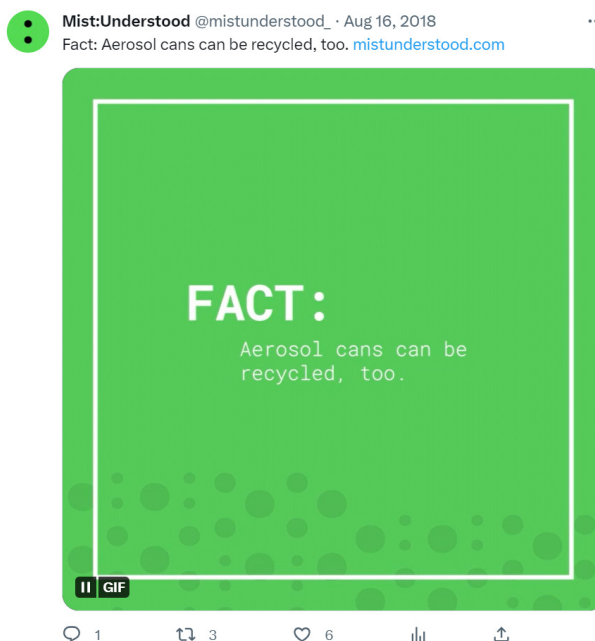 Mist:Understood @mistunderstood_ · Aug 16, 2018
Fact: Aerosol cans can be recycled, too. mistunderstood.com
FACT:
Aerosol cans can be
recycled, too.
GIF
1 3 6